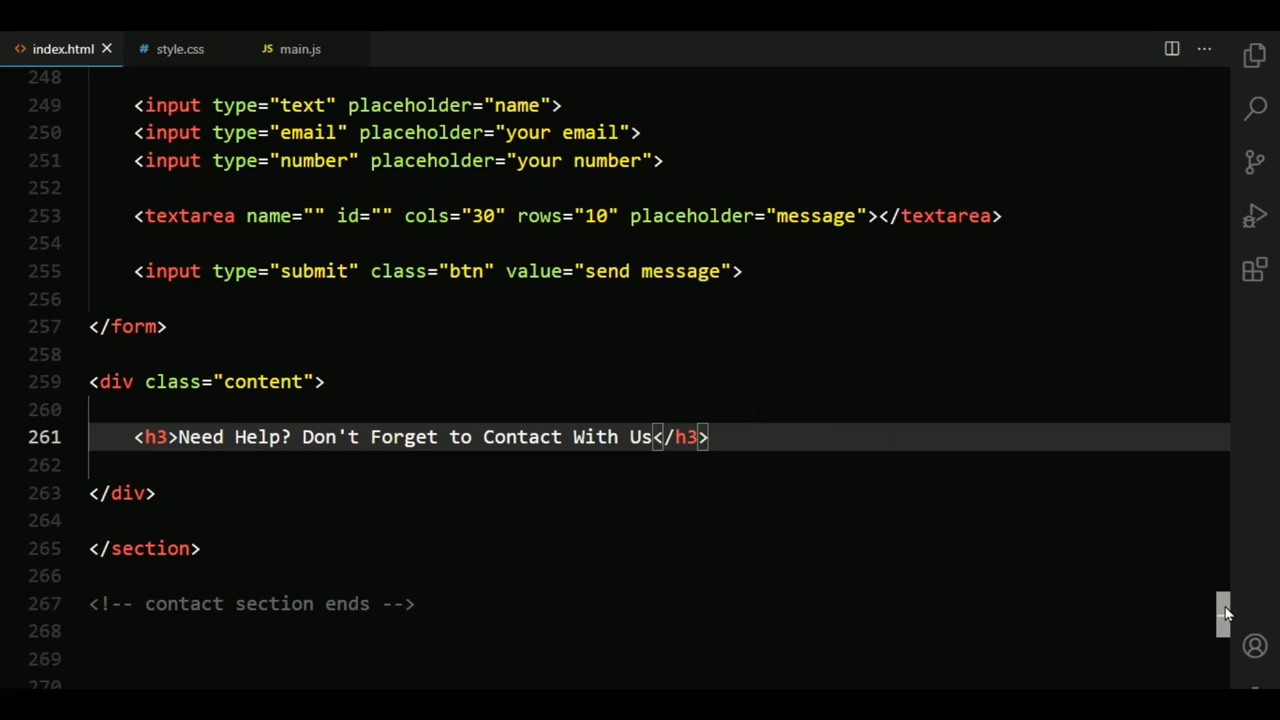 <> index.html × # style.css JS main.js
248
249 <input type="text" placeholder="name">
250 <input type="email" placeholder="your email">
251 <input type="number" placeholder="your number">
252
253 <textarea name="" id="" cols="30" rows="10" placeholder="message"></textarea>
254
255 <input type="submit" class="btn" value="send message">
256
257 </form>
258
259 <div class="content">
260
261 <h3>Need Help? Don't Forget to Contact With Us</h3>
262
263 </div>
264
265 </section>
266
267 <!-- contact section ends -->
268
269
270